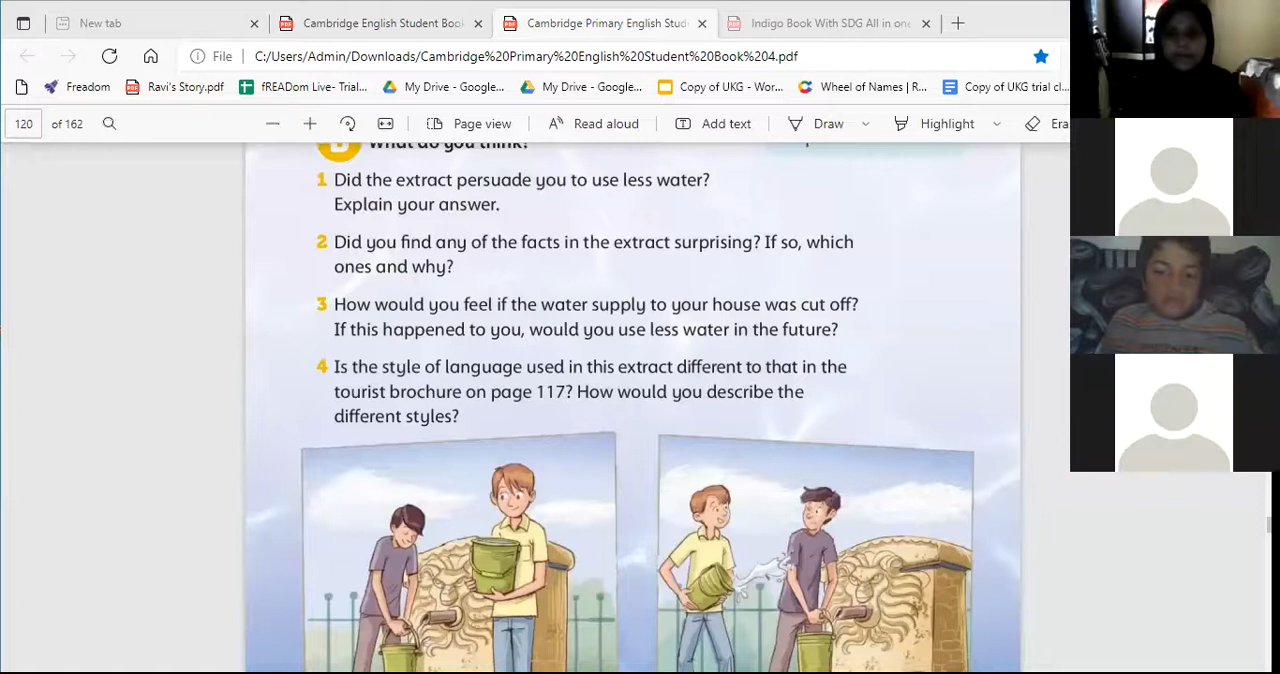 New tab
Cambridge English Student Boo
Cambridge Primary English Stud
Indigo Book With SDG All in one
File C:/Users/Admin/Downloads/Cambridge%20Primary%20English%20Student%20Book%204.pdf
Freadom
Ravi's Story.pdf
fREADom Live- Trial...
My Drive - Google...
My Drive - Google...
Copy of UKG - Wor...
Wheel of Names | R...
Copy of UKG trial cl...
120 of 162
Page view
Read aloud
Add text
Draw
Highlight
Era
What do you think?
1 Did the extract persuade you to use less water?
Explain your answer.
2 Did you find any of the facts in the extract surprising? If so, which
ones and why?
3 How would you feel if the water supply to your house was cut off?
If this happened to you, would you use less water in the future?
4 Is the style of language used in this extract different to that in the
tourist brochure on page 117? How would you describe the
different styles?